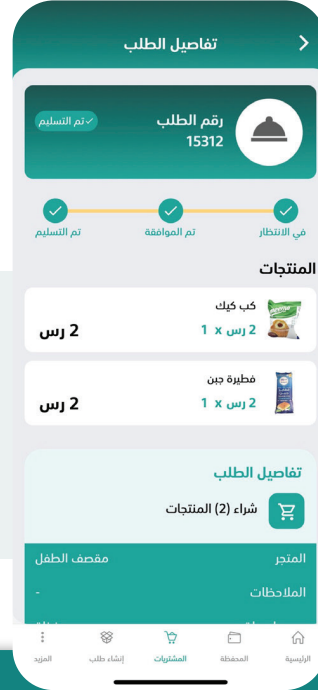 تفاصيل الطلب
رقم الطلب
15312
تم التسليم
في الانتظار
تم الموافقة
تم التسليم
المنتجات
كب كيك
2 رس x 1
2 رس
فطيرة جبن
2 رس x 1
2 رس
تفاصيل الطلب
شراء (2) المنتجات
المتجر
مقصف الطفل
الملاحظات
-
الرئيسية
المحفظة
المشتريات
إنشاء طلب
المزيد